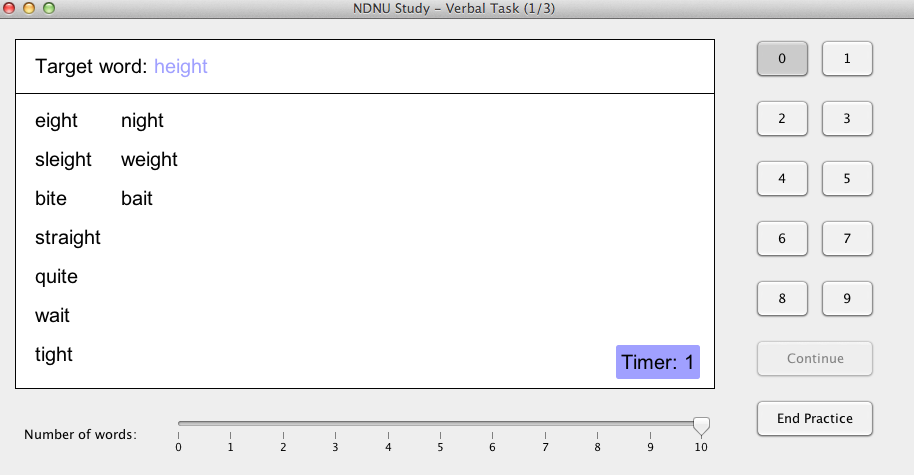 NDNU Study - Verbal Task (1/3)
Target word: height
eight night
sleight weight
bite bait
straight
quite
wait
tight
Timer: 1
0 1
2 3
4 5
6 7
8 9
Continue
End Practice
Number of words:
0 1 2 3 4 5 6 7 8 9 10